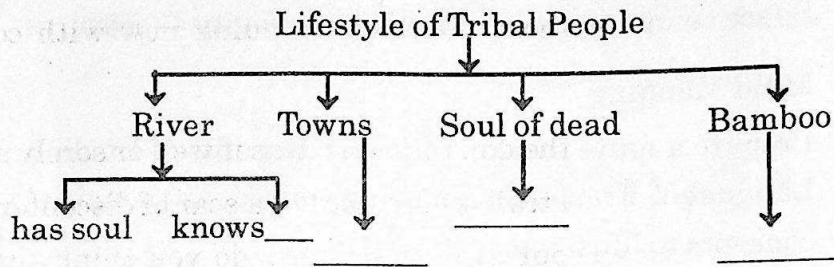 Lifestyle of Tribal People
River Towns Soul of dead Bamboo
has soul knows___